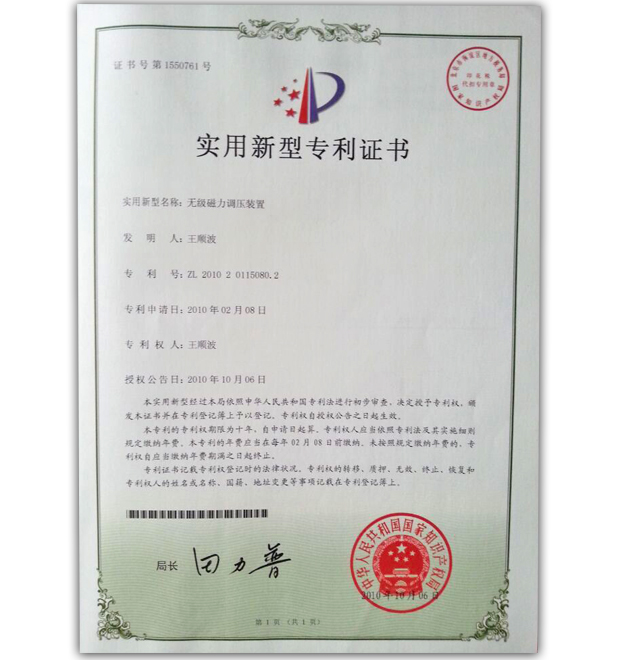 证书号第1550761号
印花税
代扣专用章
实用新型专利证书
实用新型名称：无级磁力调压装置
发明人：王顺波
专利号：ZL 2010 2 0115080.2
专利申请日：2010年02月08日
专利权人：王顺波
授权公告日：2010年10月06日
本实用新型经过本局依照中华人民共和国专利法进行初步审查，决定授予专利权，颁
发本证书并在专利登记簿上予以登记。专利权自授权公告之日起生效。
本专利的专利权期限为十年，自申请日起算。专利权人应当依照专利法及其实施细则
规定缴纳年费。本专利的年费应当在每年02月08日前缴纳。未按照规定缴纳年费的，专利
权自应当缴纳年费期满之日起终止。
专利证书记载专利权登记时的法律状况。专利权的转移、质押、无效、终止、恢复和
专利权人的姓名或名称、国籍、地址变更等事项记载在专利登记簿上。
局长 田力普
中华人民共和国国家知识产权局
2010年10月06日
第1页（共1页）